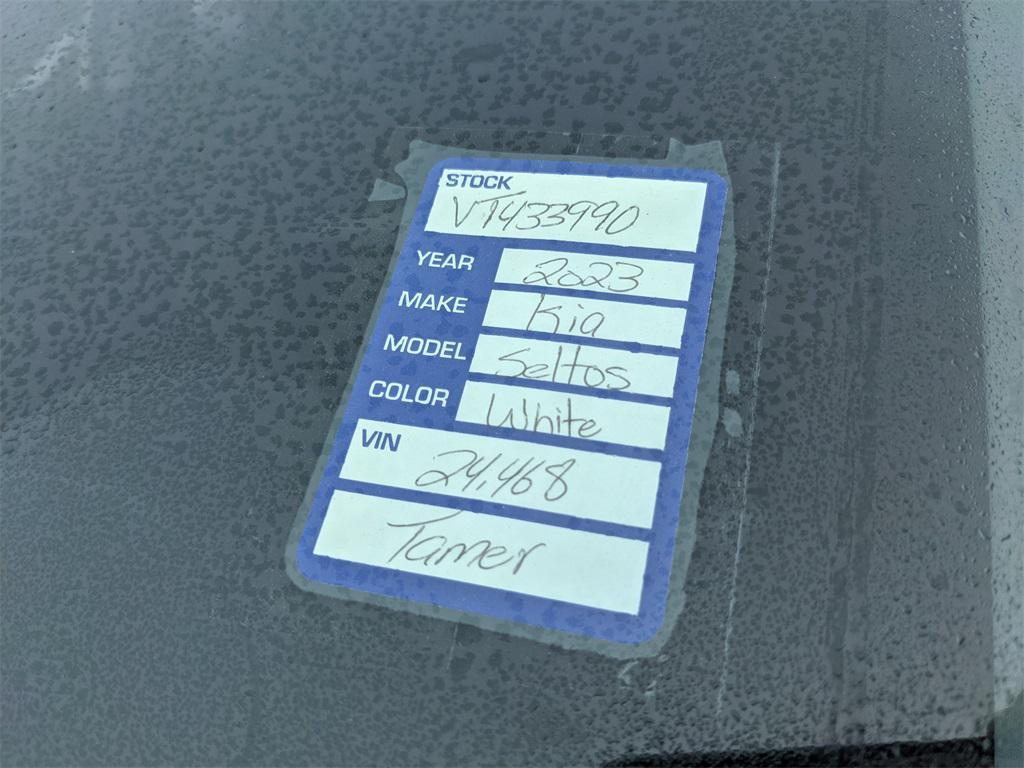 STOCK
VT433990
YEAR 2023
MAKE Kia
MODEL Seltos
COLOR White
VIN
24,468
Tamer